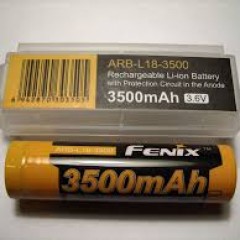 ARB-L18-3500
Rechargeable Li-ion Battery
with Protection Circuit in the Anode
3500mAh 3.6V
ARB-L18-3500
FENIX
3500mAh